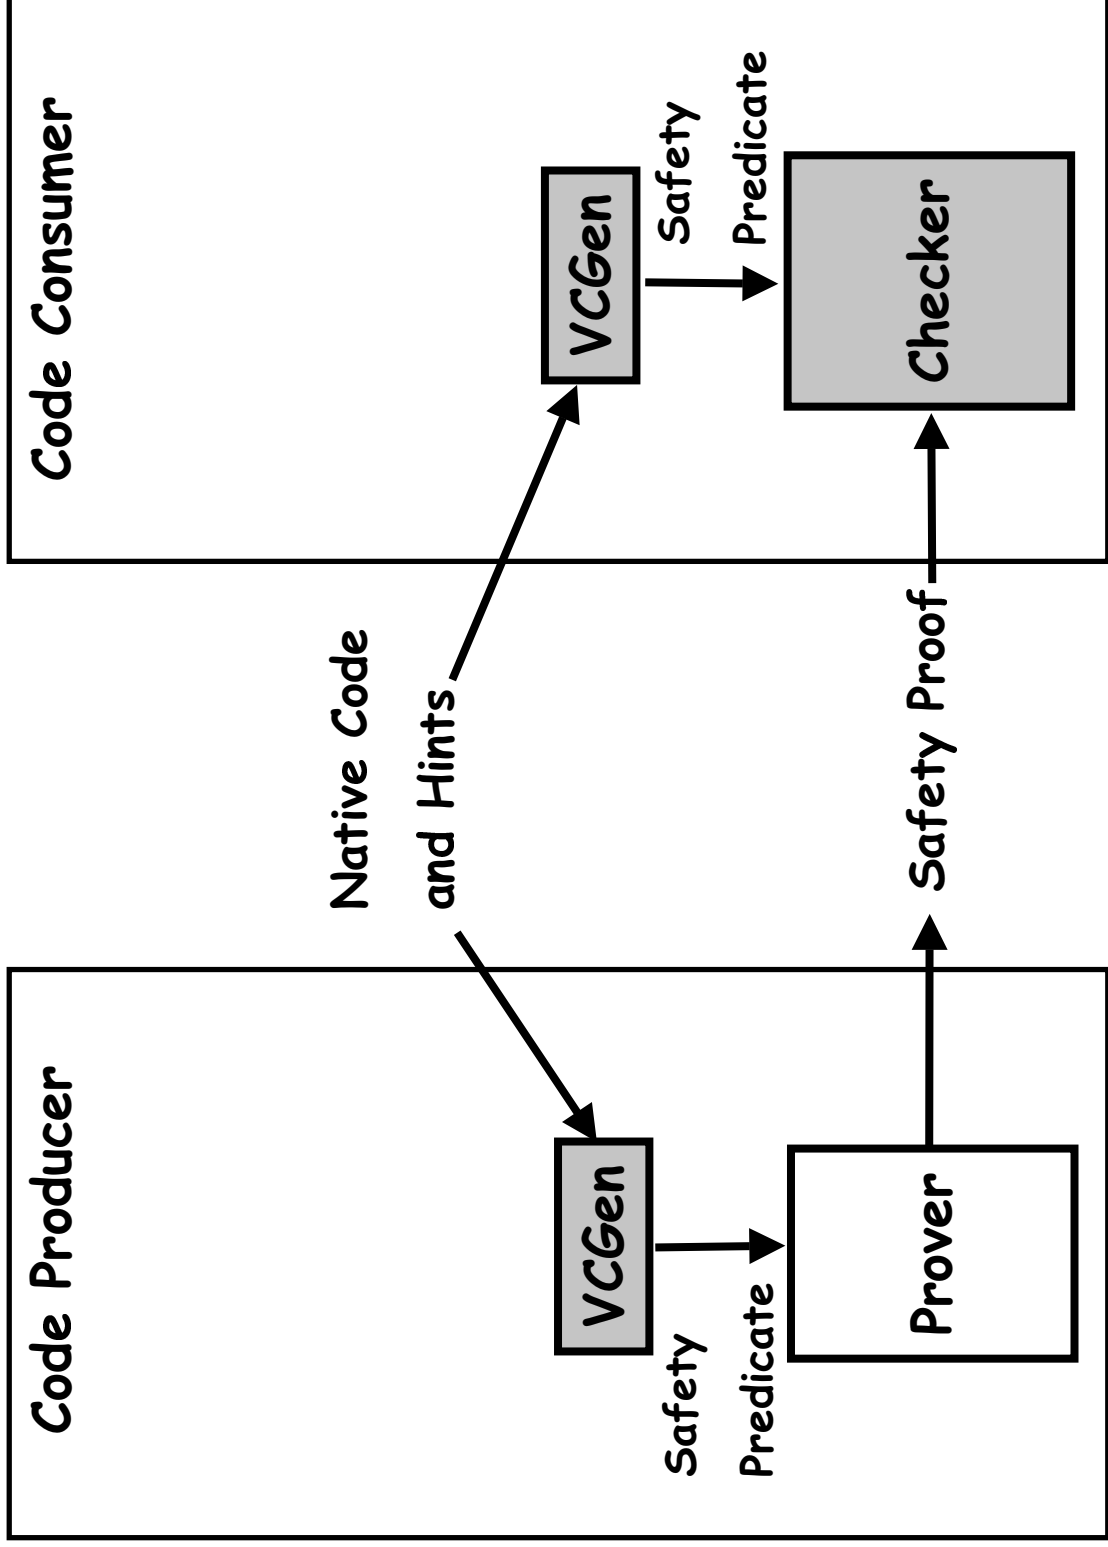 Code Producer
Code Consumer
Native Code
and Hints
VCGen
VCGen
Safety
Predicate
Safety
Predicate
Prover
Safety Proof
Checker